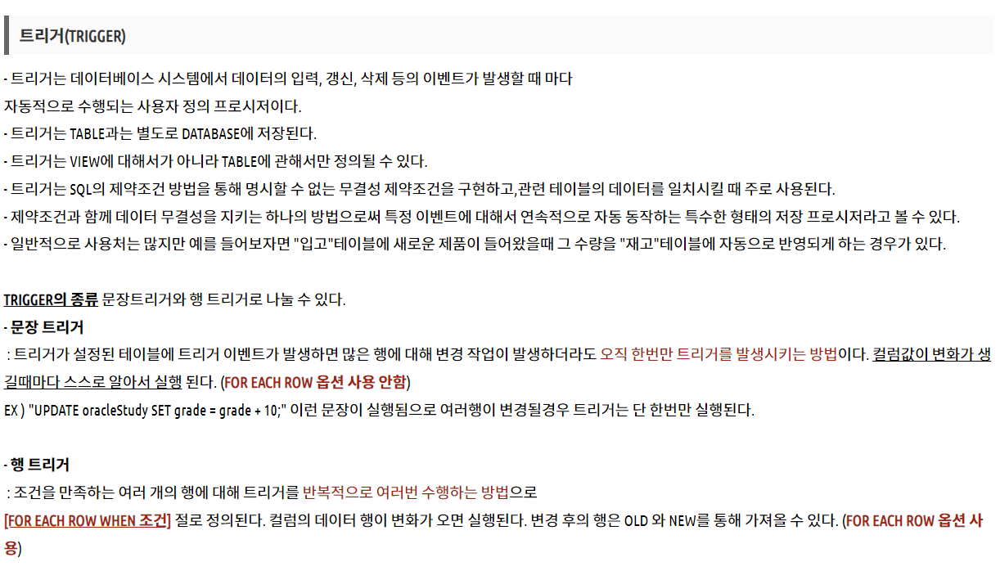 트리거(TRIGGER)
- 트리거는 데이터베이스 시스템에서 데이터의 입력, 갱신, 삭제 등의 이벤트가 발생할 때 마다
자동적으로 수행되는 사용자 정의 프로시저이다.
- 트리거는 TABLE과는 별도로 DATABASE에 저장된다.
- 트리거는 VIEW에 대해서가 아니라 TABLE에 관해서만 정의될 수 있다.
- 트리거는 SQL의 제약조건 방법을 통해 명시할 수 없는 무결성 제약조건을 구현하고,관련 테이블의 데이터를 일치시킬 때 주로 사용된다.
- 제약조건과 함께 데이터 무결성을 지키는 하나의 방법으로써 특정 이벤트에 대해서 연속적으로 자동 동작하는 특수한 형태의 저장 프로시저라고 볼 수 있다.
- 일반적으로 사용처는 많지만 예를 들어보자면 "입고"테이블에 새로운 제품이 들어왔을때 그 수량을 "재고"테이블에 자동으로 반영되게 하는 경우가 있다.
TRIGGER의 종류 문장트리거와 행 트리거로 나눌 수 있다.
- 문장 트리거
: 트리거가 설정된 테이블에 트리거 이벤트가 발생하면 많은 행에 대해 변경 작업이 발생하더라도 오직 한번만 트리거를 발생시키는 방법이다. 컬럼값이 변화가 생
길때마다 스스로 알아서 실행 된다. (FOR EACH ROW 옵션 사용 안함)
EX ) "UPDATE oracleStudy SET grade = grade + 10;" 이런 문장이 실행됨으로 여러행이 변경될경우 트리거는 단 한번만 실행된다.
- 행 트리거
: 조건을 만족하는 여러 개의 행에 대해 트리거를 반복적으로 여러번 수행하는 방법으로
[FOR EACH ROW WHEN 조건] 절로 정의된다. 컬럼의 데이터 행이 변화가 오면 실행된다. 변경 후의 행은 OLD 와 NEW를 통해 가져올 수 있다. (FOR EACH ROW 옵션 사
용)